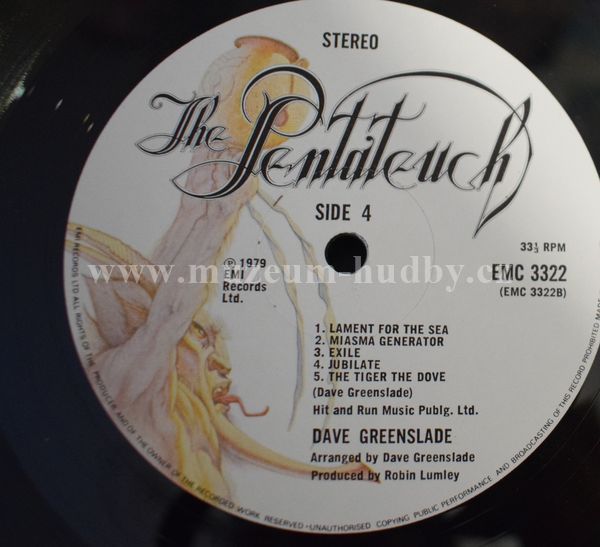 STEREO
The Pentateuch
SIDE 4
33⅓ RPM
℗ 1979
EMI
Records
Ltd.
EMC 3322
(EMC 3322B)
www.muzeum-hudby.c
1. LAMENT FOR THE SEA
2. MIASMA GENERATOR
3. EXILE
4. JUBILATE
5. THE TIGER THE DOVE
(Dave Greenslade)
Hit and Run Music Publg. Ltd.
DAVE GREENSLADE
Arranged by Dave Greenslade
Produced by Robin Lumley
EMI RECORDS LTD ALL RIGHTS OF THE PRODUCER AND OF THE OWNER OF THE RECORDED WORK RESERVED · UNAUTHORISED COPYING PUBLIC PERFORMANCE AND BROADCASTING OF THIS RECORD PROHIBITED MADE